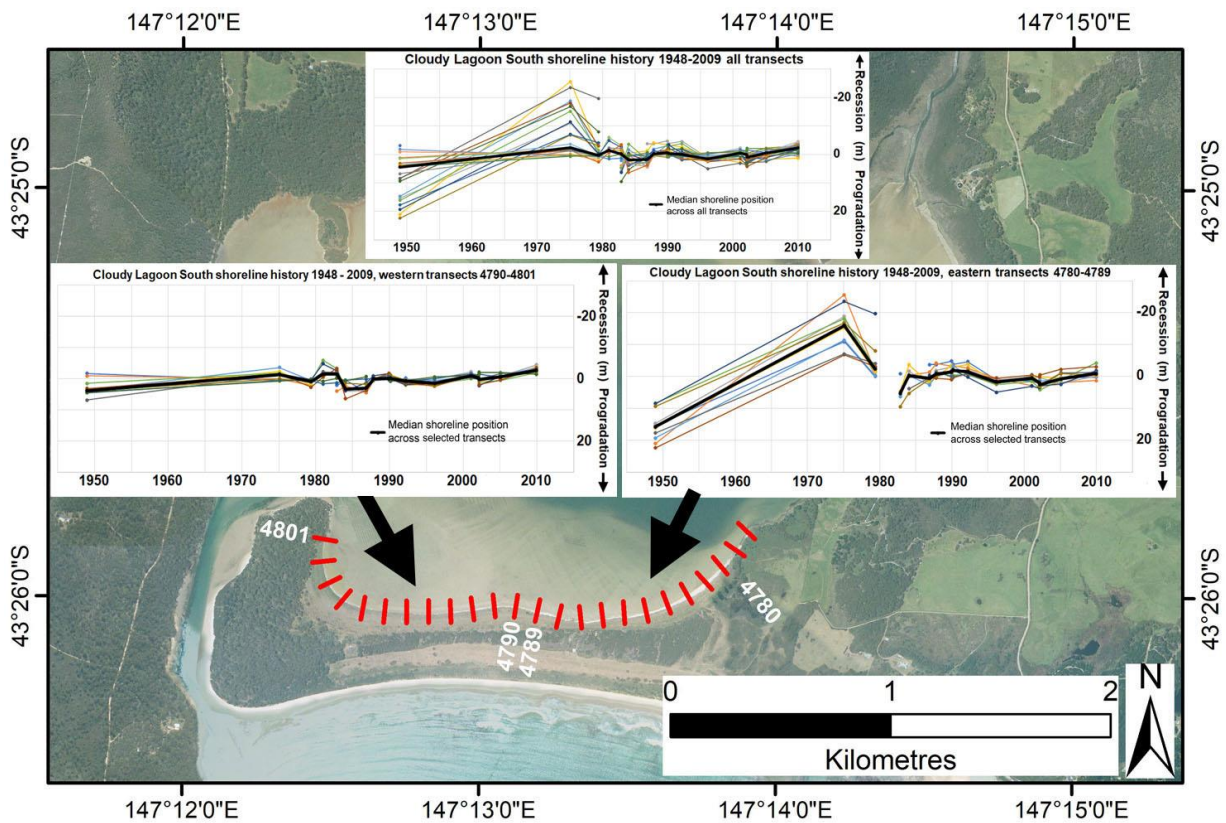 147°12'0"E
147°13'0"E
147°14'0"E
147°15'0"E
43°25'0"S
43°25'0"S
Cloudy Lagoon South shoreline history 1948-2009 all transects
-20
0
20
Recession (m) Progradation
Median shoreline position
across all transects
1950 1960 1970 1980 1990 2000 2010
Cloudy Lagoon South shoreline history 1948 - 2009, western transects 4790-4801
-20
0
20
Recession (m) Progradation
Median shoreline position
across selected transects
1950 1960 1970 1980 1990 2000 2010
Cloudy Lagoon South shoreline history 1948-2009, eastern transects 4780-4789
-20
0
20
Recession (m) Progradation
Median shoreline position
across selected transects
1950 1960 1970 1980 1990 2000 2010
4801
4790
4789
4780
43°26'0"S
43°26'0"S
0 1 2
Kilometres
N
147°12'0"E
147°13'0"E
147°14'0"E
147°15'0"E